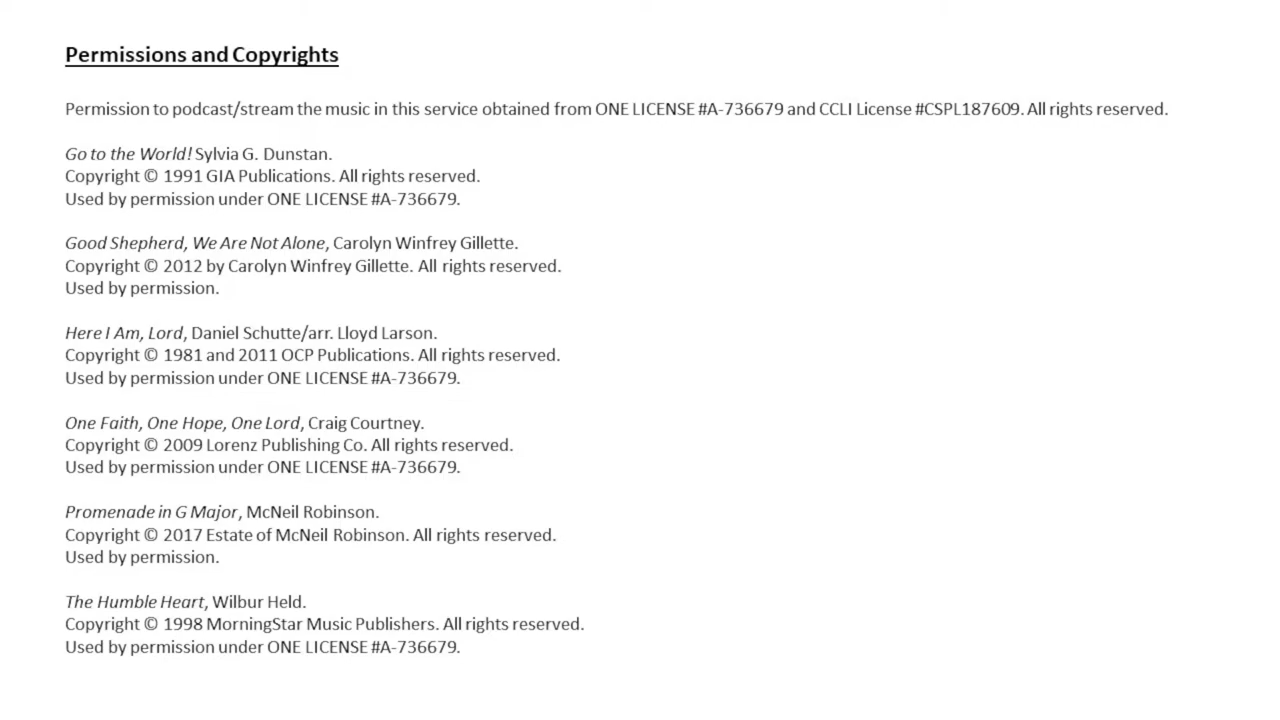 Permissions and Copyrights
Permission to podcast/stream the music in this service obtained from ONE LICENSE #A-736679 and CCLI License #CSPL187609. All rights reserved.
Go to the World! Sylvia G. Dunstan.
Copyright © 1991 GIA Publications. All rights reserved.
Used by permission under ONE LICENSE #A-736679.
Good Shepherd, We Are Not Alone, Carolyn Winfrey Gillette.
Copyright © 2012 by Carolyn Winfrey Gillette. All rights reserved.
Used by permission.
Here I Am, Lord, Daniel Schutte/arr. Lloyd Larson.
Copyright © 1981 and 2011 OCP Publications. All rights reserved.
Used by permission under ONE LICENSE #A-736679.
One Faith, One Hope, One Lord, Craig Courtney.
Copyright © 2009 Lorenz Publishing Co. All rights reserved.
Used by permission under ONE LICENSE #A-736679.
Promenade in G Major, McNeil Robinson.
Copyright © 2017 Estate of McNeil Robinson. All rights reserved.
Used by permission.
The Humble Heart, Wilbur Held.
Copyright © 1998 MorningStar Music Publishers. All rights reserved.
Used by permission under ONE LICENSE #A-736679.